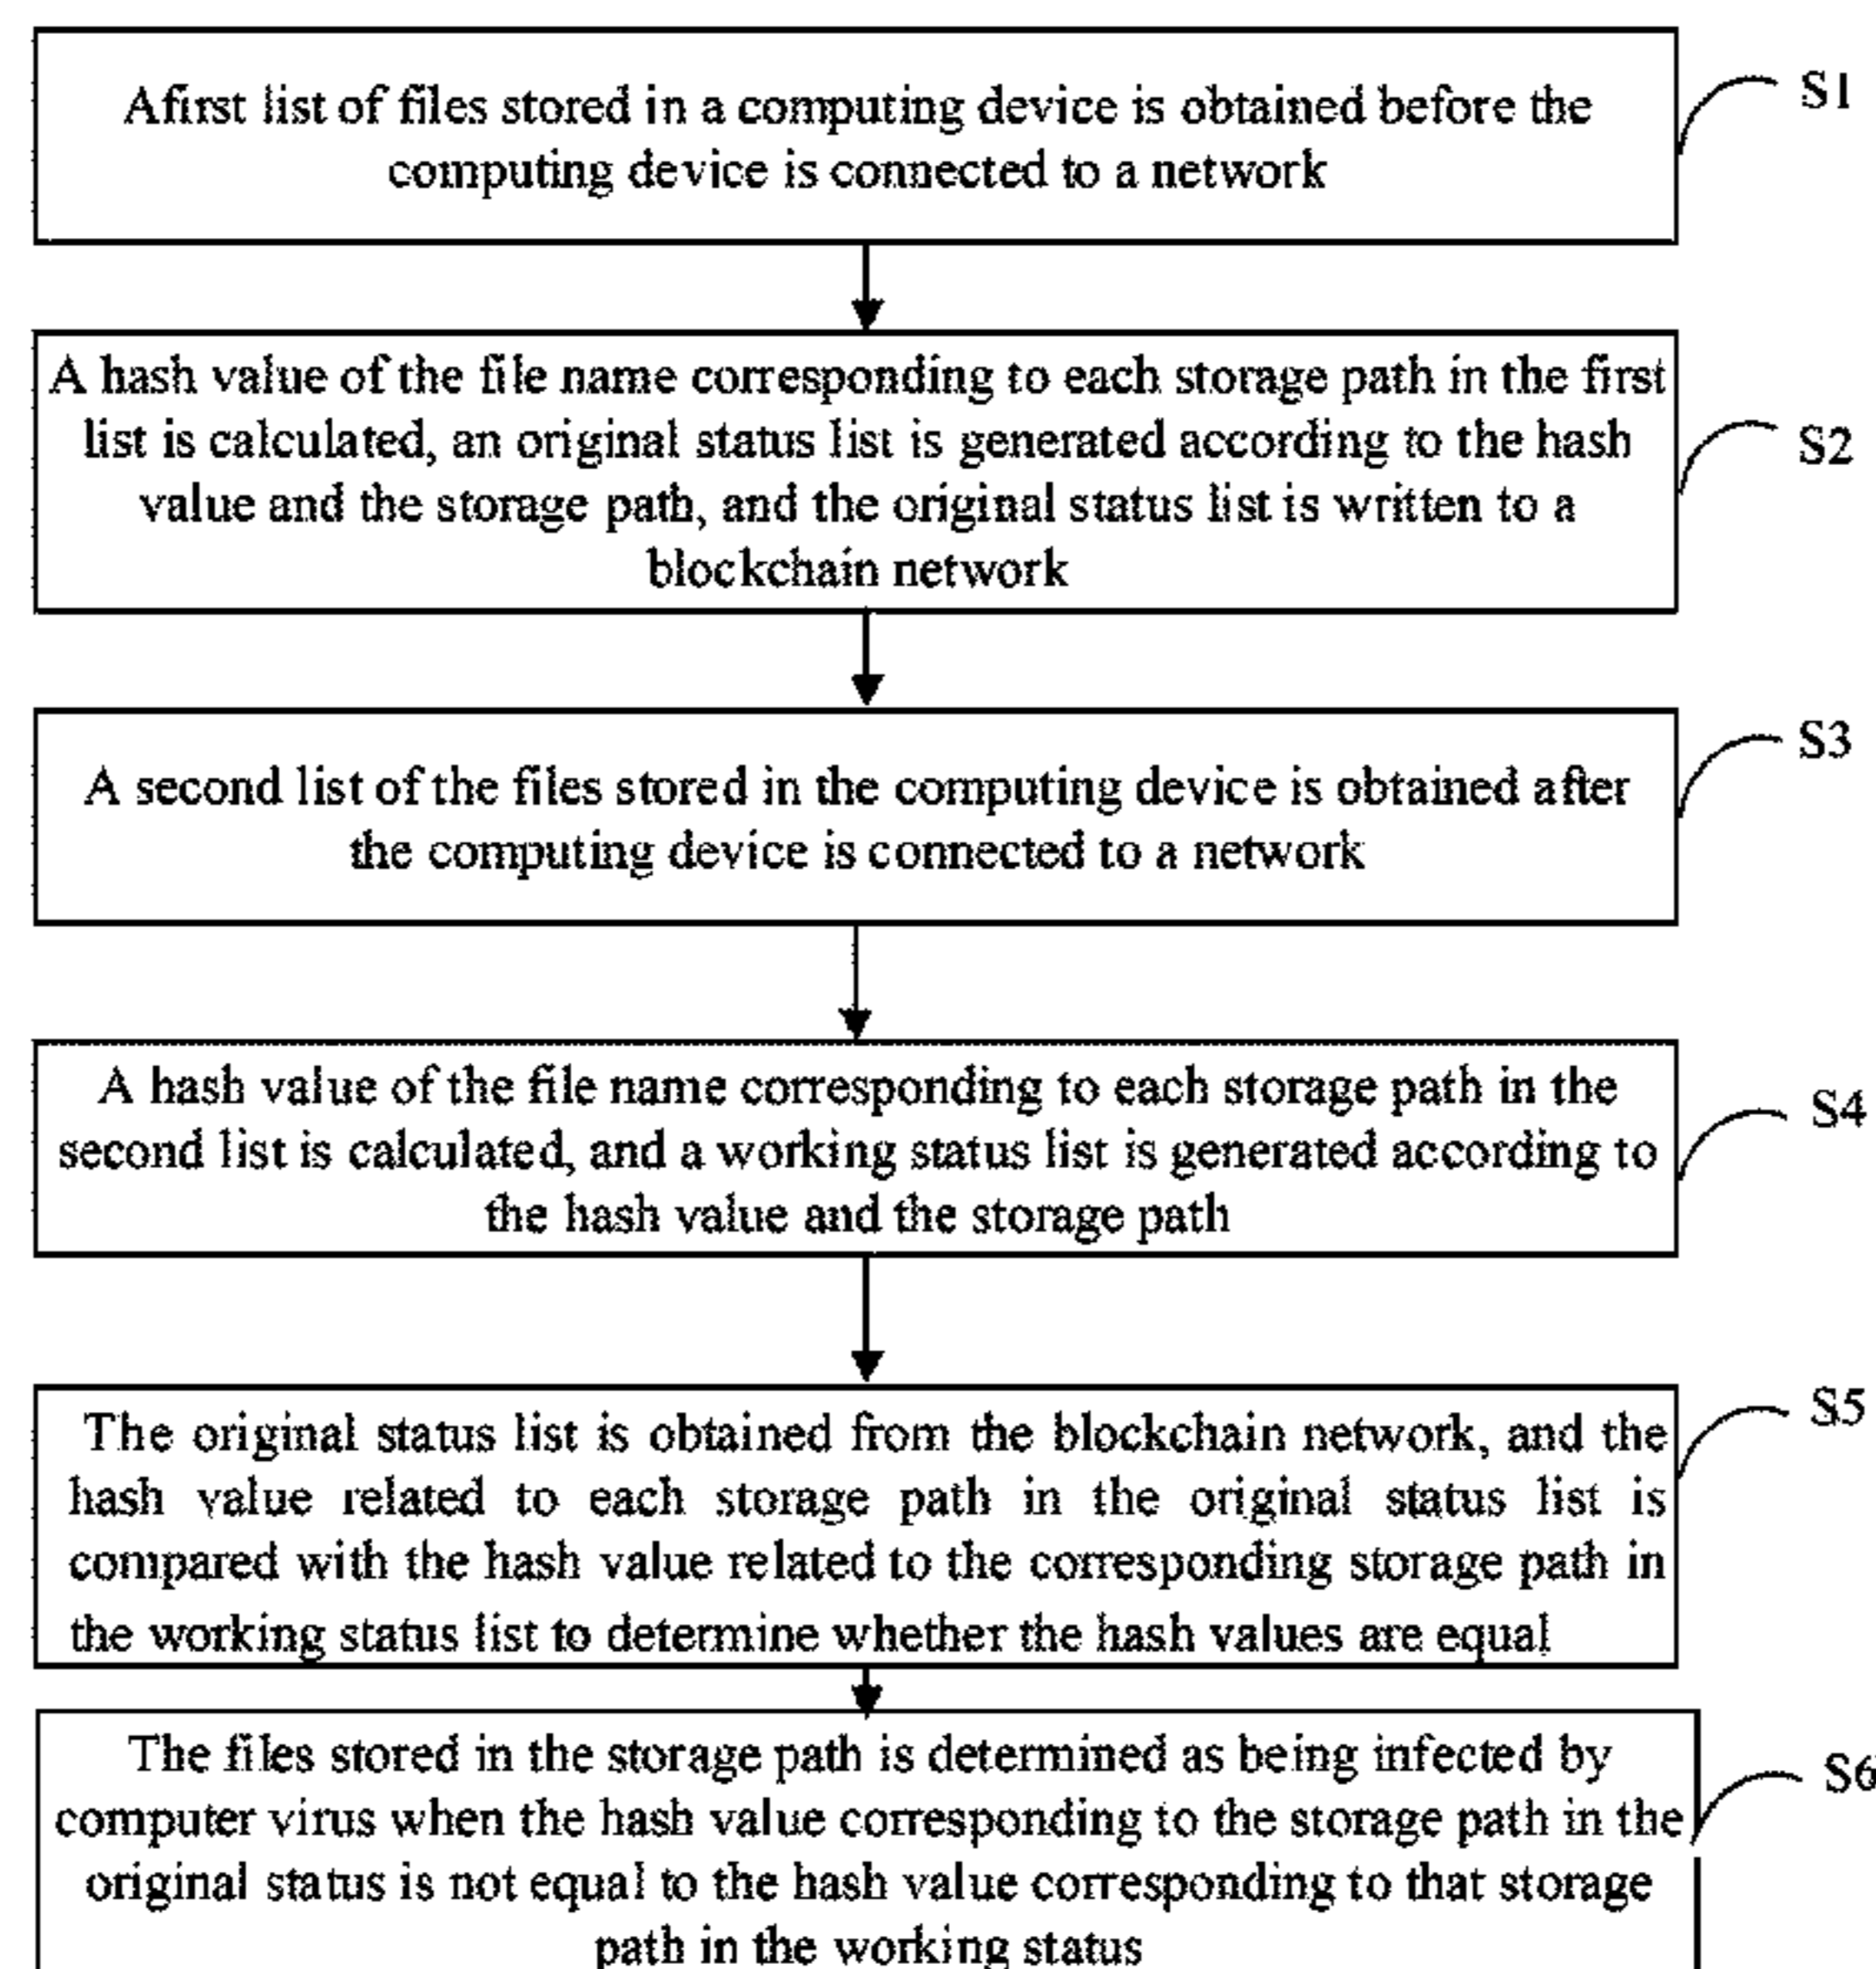 Afirst list of files stored in a computing device is obtained before the
computing device is connected to a network
S1
A hash value of the file name corresponding to each storage path in the first
list is calculated, an original status list is generated according to the hash
value and the storage path, and the original status list is written to a
blockchain network
S2
A second list of the files stored in the computing device is obtained after
the computing device is connected to a network
S3
A hash value of the file name corresponding to each storage path in the
second list is calculated, and a working status list is generated according to
the hash value and the storage path
S4
The original status list is obtained from the blockchain network, and the
hash value related to each storage path in the original status list is
compared with the hash value related to the corresponding storage path in
the working status list to determine whether the hash values are equal
S5
The files stored in the storage path is determined as being infected by
computer virus when the hash value corresponding to the storage path in the
original status is not equal to the hash value corresponding to that storage
path in the working status
S6